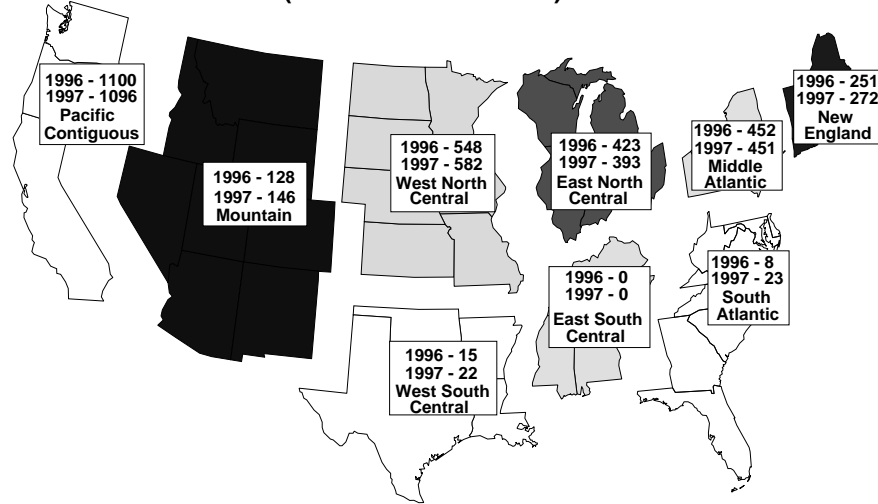 1996 - 1100
1997 - 1096
Pacific
Contiguous
1996 - 128
1997 - 146
Mountain
1996 - 548
1997 - 582
West North
Central
1996 - 423
1997 - 393
East North
Central
1996 - 452
1997 - 451
Middle
Atlantic
1996 - 251
1997 - 272
New
England
1996 - 15
1997 - 22
West South
Central
1996 - 0
1997 - 0
East South
Central
1996 - 8
1997 - 23
South
Atlantic